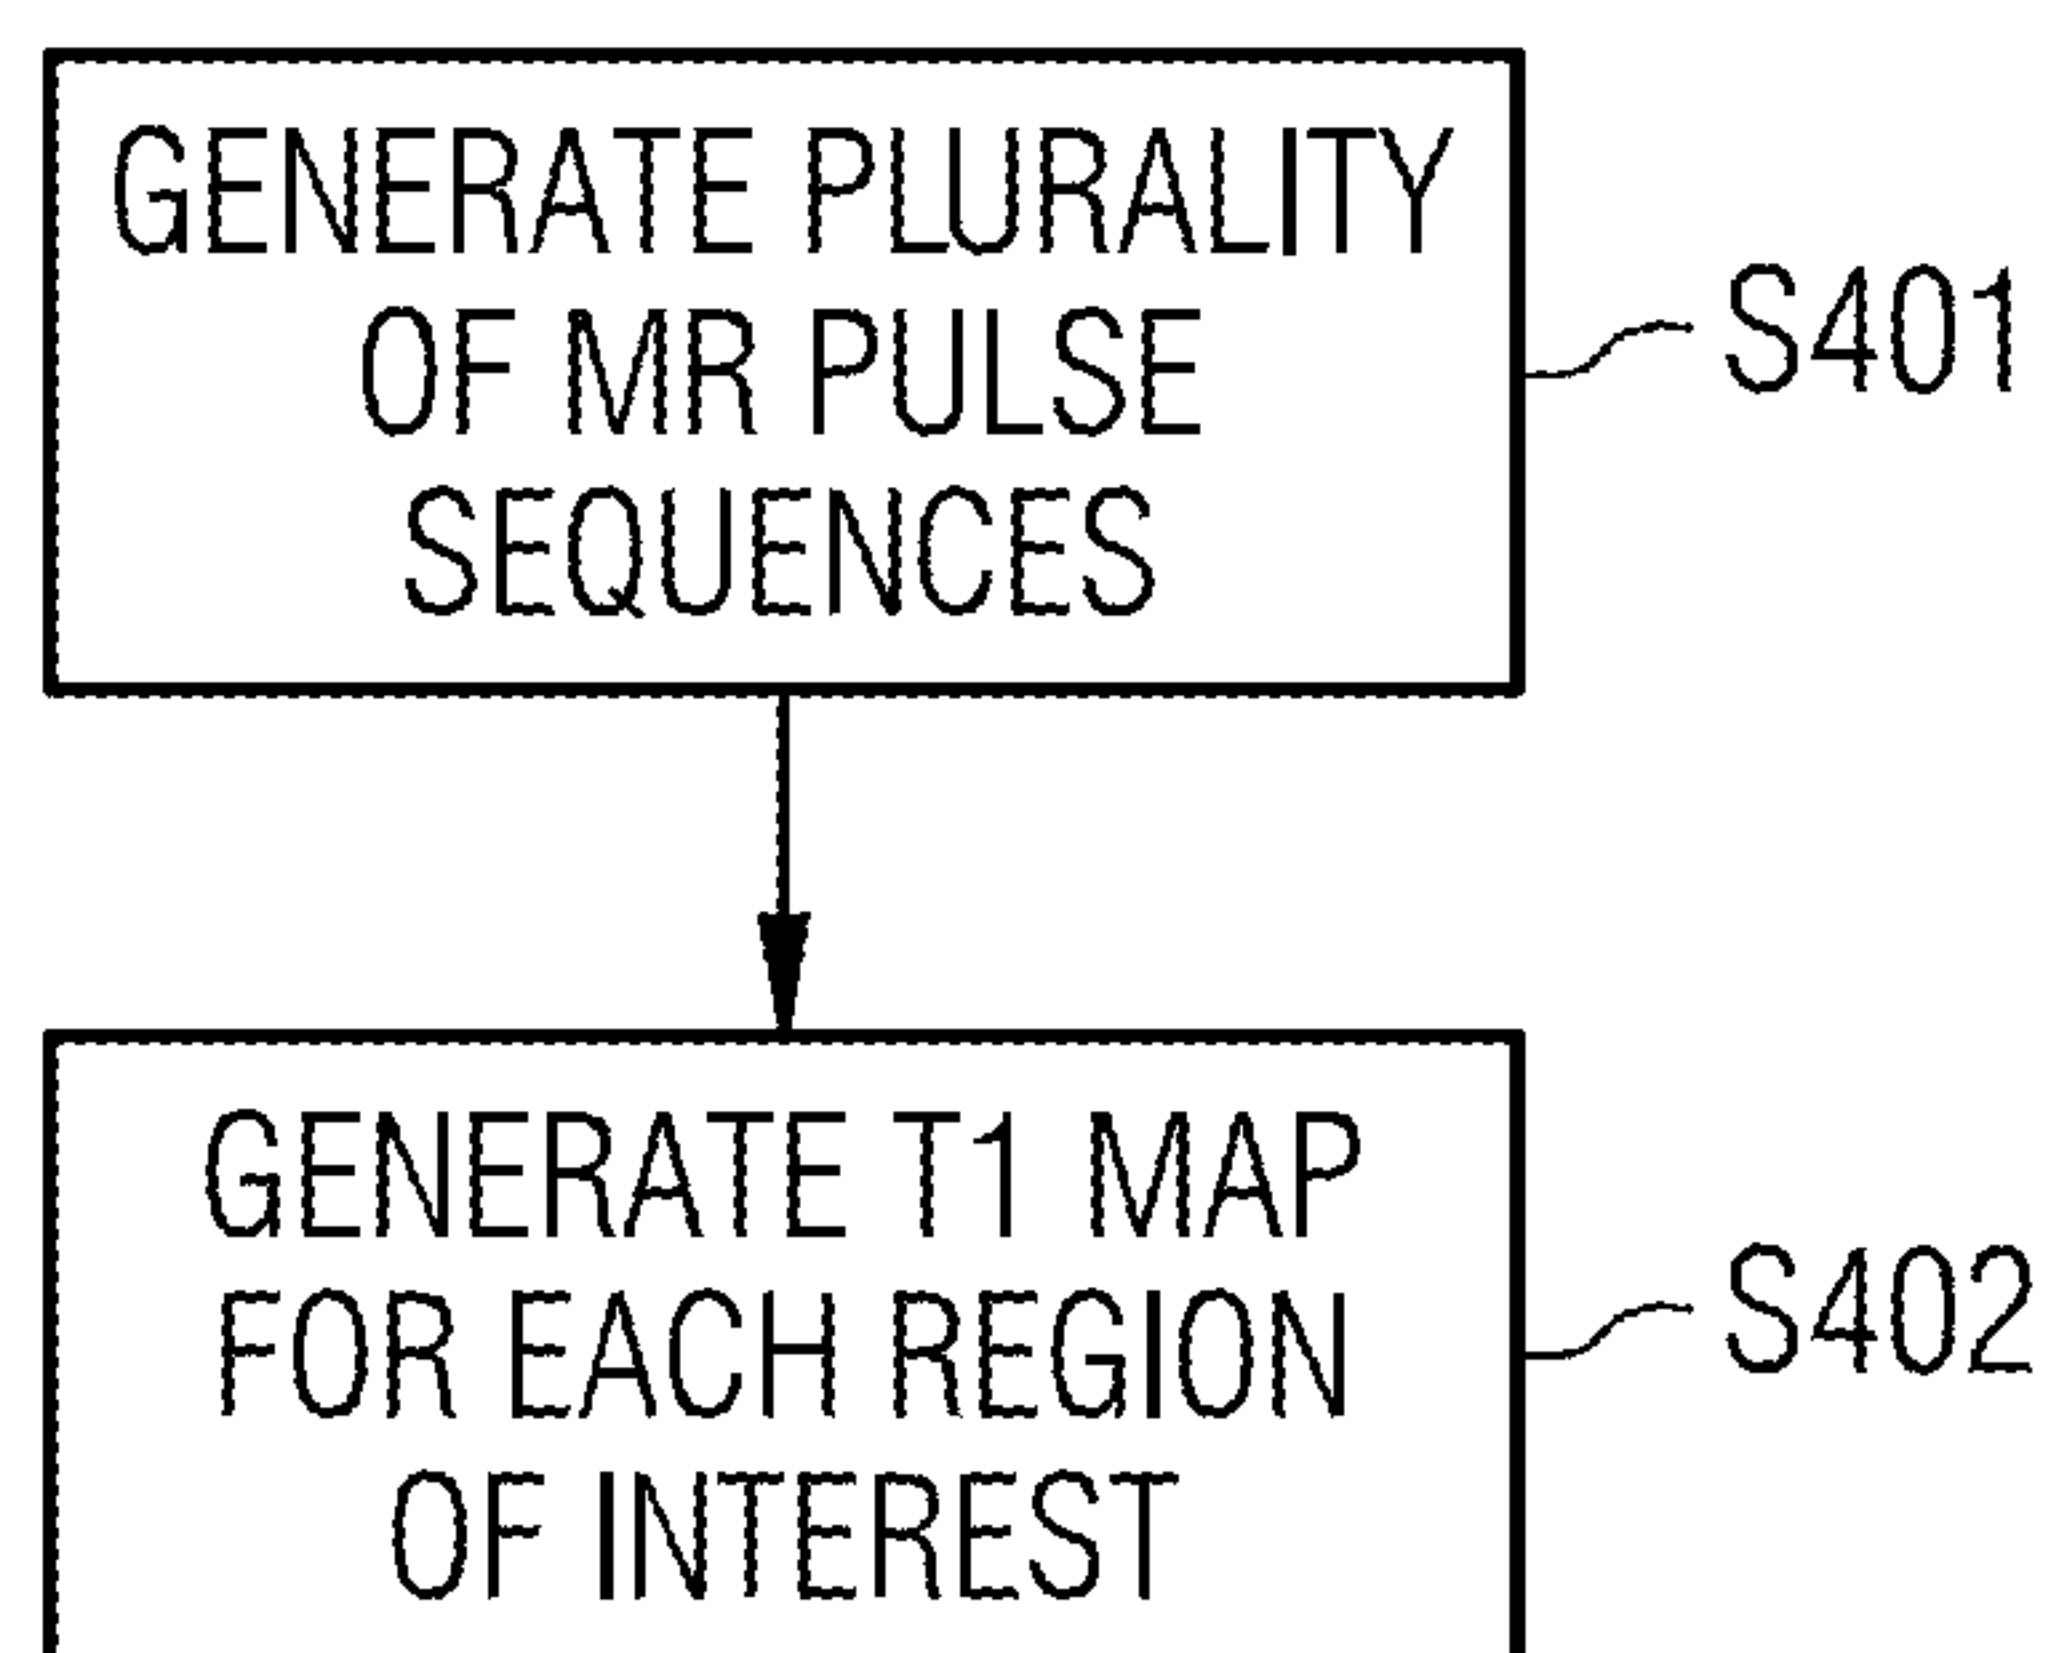 GENERATE PLURALITY
OF MR PULSE
SEQUENCES
S401
GENERATE T1 MAP
FOR EACH REGION
OF INTEREST
S402